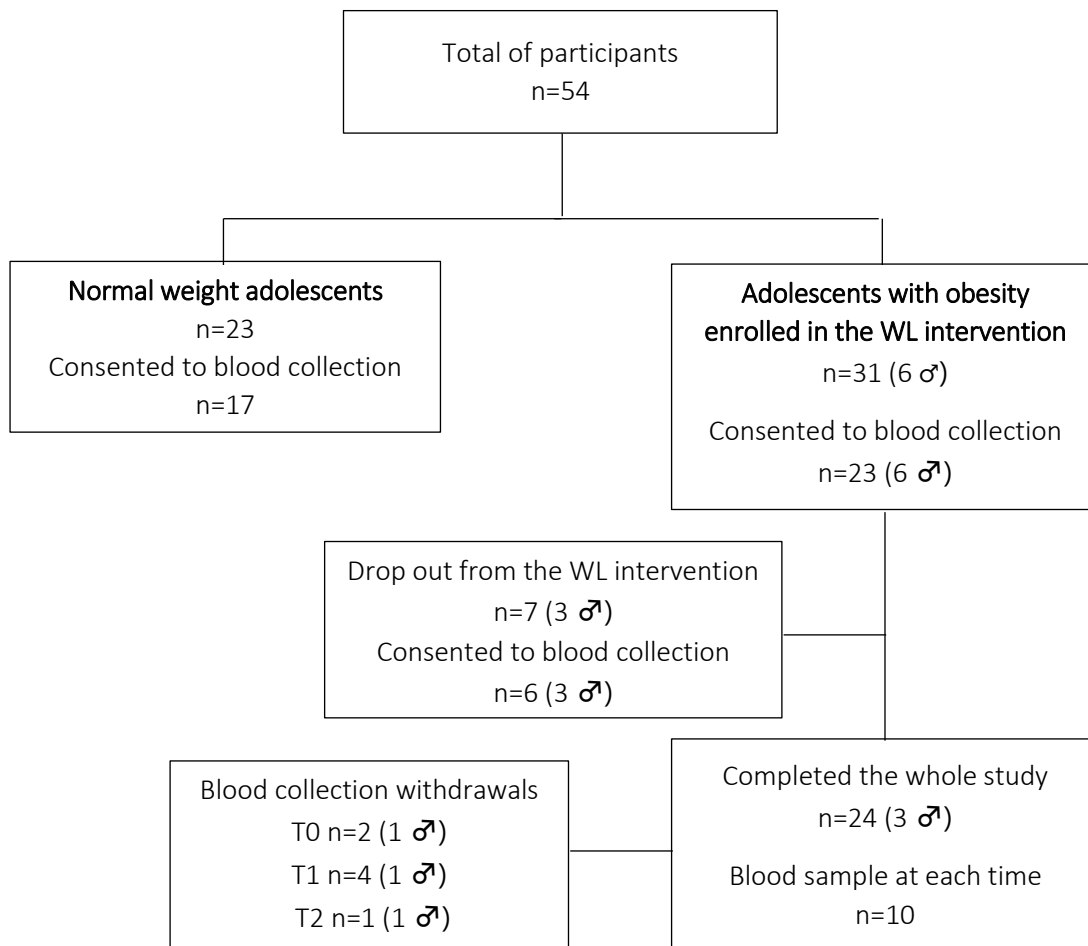 Total of participants
n=54
Normal weight adolescents
n=23
Consented to blood collection
n=17
Adolescents with obesity
enrolled in the WL intervention
n=31 (6 ♂)
Consented to blood collection
n=23 (6 ♂)
Drop out from the WL intervention
n=7 (3 ♂)
Consented to blood collection
n=6 (3 ♂)
Blood collection withdrawals
T0 n=2 (1 ♂)
T1 n=4 (1 ♂)
T2 n=1 (1 ♂)
Completed the whole study
n=24 (3 ♂)
Blood sample at each time
n=10